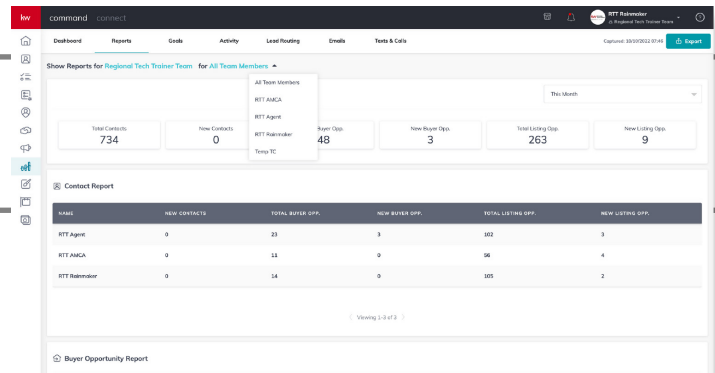 kw command connect RTT Rainmaker
Regional Tech Trainer Team
Dashboard Reports Goals Activity Lead Routing Emails Texts & Calls Captured: 10/10/2022 07:46 Export
Show Reports for Regional Tech Trainer Team for All Team Members
All Team Members
RTT AMCA
RTT Agent
RTT Rainmaker
Temp TC
This Month
Total Contacts New Contacts Buyer Opp. New Buyer Opp. Total Listing Opp. New Listing Opp.
734 0 48 3 263 9
Contact Report
NAME NEW CONTACTS TOTAL BUYER OPP. NEW BUYER OPP. TOTAL LISTING OPP. NEW LISTING OPP.
RTT Agent 0 23 3 102 3
RTT AMCA 0 11 0 56 4
RTT Rainmaker 0 14 0 105 2
Viewing 1-3 of 3
Buyer Opportunity Report